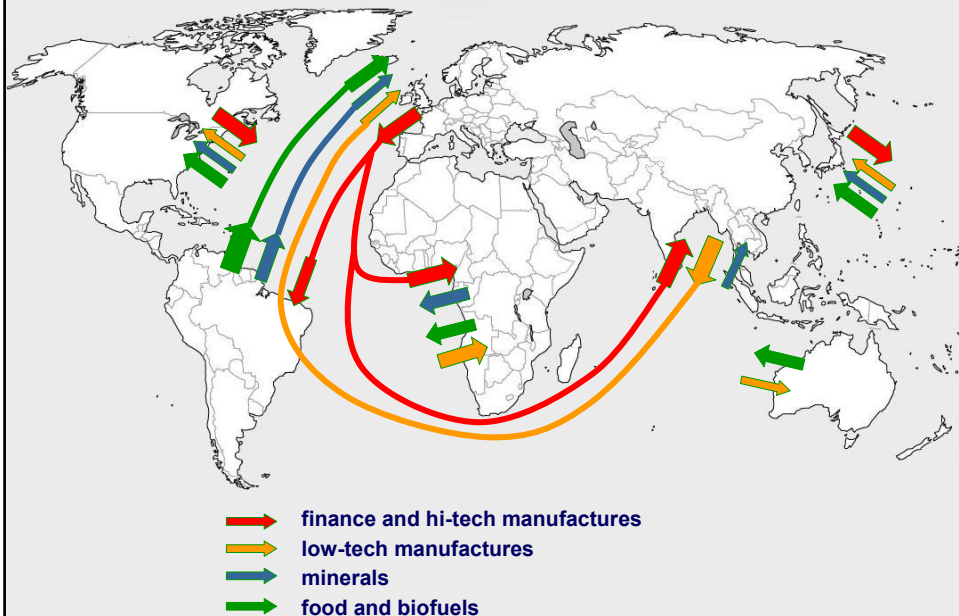 finance and hi-tech manufactures
low-tech manufactures
minerals
food and biofuels